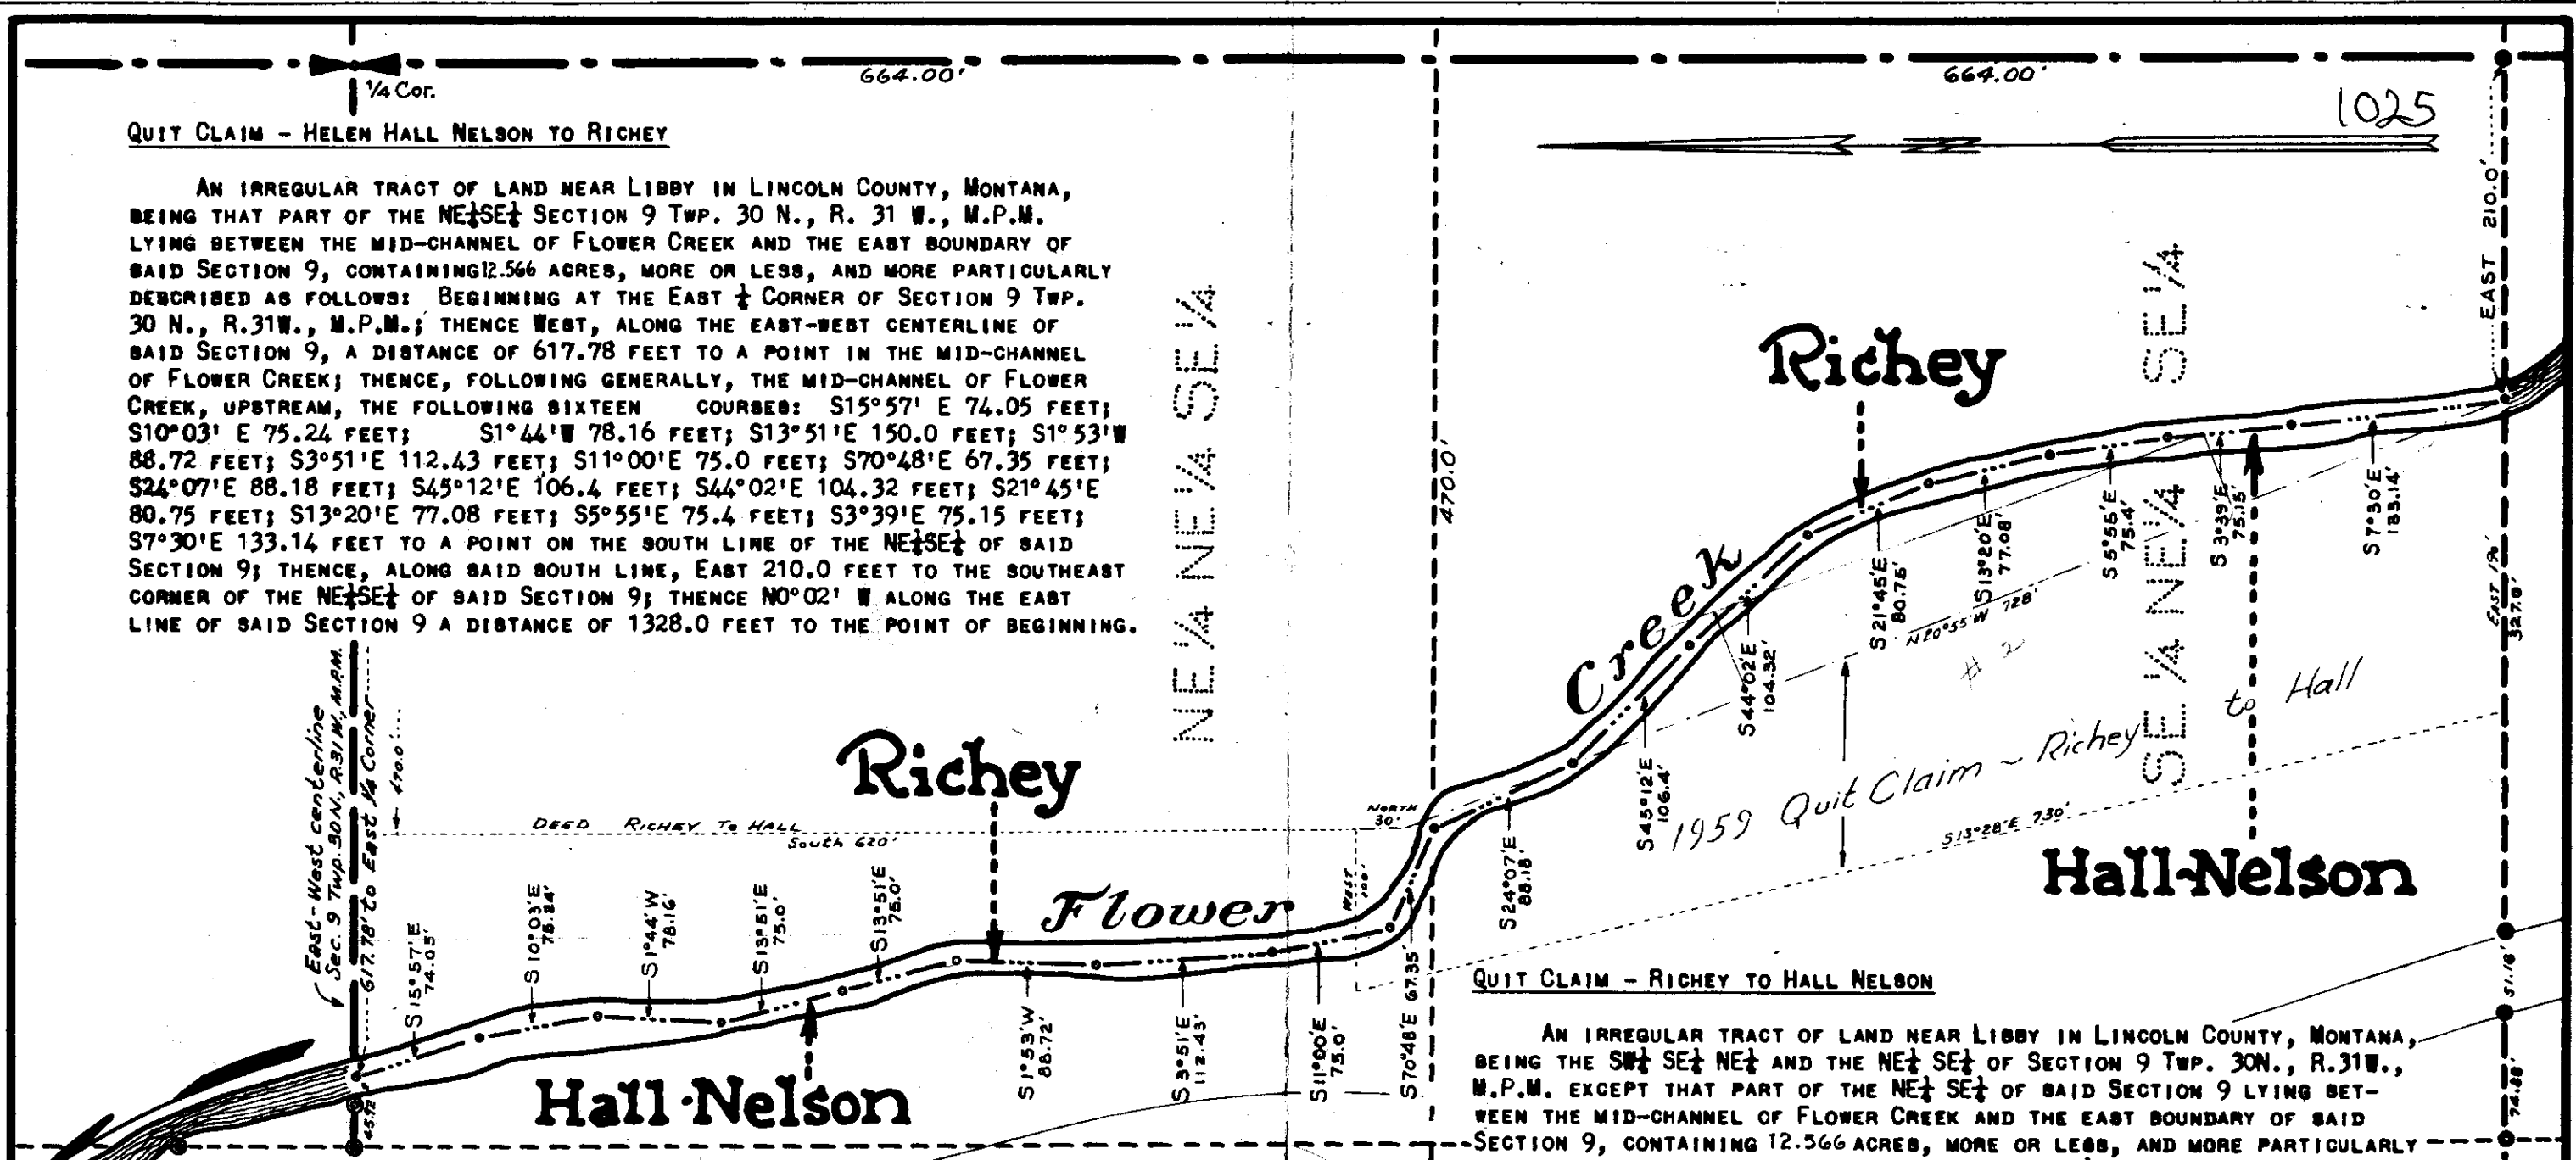 664.00'
664.00'
1/4 Cor.
1025
QUIT CLAIM - HELEN HALL NELSON TO RICHEY
AN IRREGULAR TRACT OF LAND NEAR LIBBY IN LINCOLN COUNTY, MONTANA,
BEING THAT PART OF THE NE¼SE¼ SECTION 9 TWP. 30 N., R. 31 W., M.P.M.
LYING BETWEEN THE MID-CHANNEL OF FLOWER CREEK AND THE EAST BOUNDARY OF
SAID SECTION 9, CONTAINING 12.566 ACRES, MORE OR LESS, AND MORE PARTICULARLY
DESCRIBED AS FOLLOWS: BEGINNING AT THE EAST ¼ CORNER OF SECTION 9 TWP.
30 N., R.31W., M.P.M.; THENCE WEST, ALONG THE EAST-WEST CENTERLINE OF
SAID SECTION 9, A DISTANCE OF 617.78 FEET TO A POINT IN THE MID-CHANNEL
OF FLOWER CREEK; THENCE, FOLLOWING GENERALLY, THE MID-CHANNEL OF FLOWER
CREEK, UPSTREAM, THE FOLLOWING SIXTEEN COURSES: S15°57' E 74.05 FEET;
S10°03' E 75.24 FEET; S1°44'W 78.16 FEET; S13°51'E 150.0 FEET; S1°53'W
88.72 FEET; S3°51'E 112.43 FEET; S11°00'E 75.0 FEET; S70°48'E 67.35 FEET;
S24°07'E 88.18 FEET; S45°12'E 106.4 FEET; S44°02'E 104.32 FEET; S21°45'E
80.75 FEET; S13°20'E 77.08 FEET; S5°55'E 75.4 FEET; S3°39'E 75.15 FEET;
S7°30'E 133.14 FEET TO A POINT ON THE SOUTH LINE OF THE NE¼SE¼ OF SAID
SECTION 9; THENCE, ALONG SAID SOUTH LINE, EAST 210.0 FEET TO THE SOUTHEAST
CORNER OF THE NE¼SE¼ OF SAID SECTION 9; THENCE N0°02' W ALONG THE EAST
LINE OF SAID SECTION 9 A DISTANCE OF 1328.0 FEET TO THE POINT OF BEGINNING.
East-West centerline
Sec. 9 Twp. 30N., R.31W., M.P.M.
617.78' to East 1/4 Corner
470.0'
NE¼ NE¼ SE¼
470.0'
EAST 210.0'
SE¼ NE¼ SE¼
Richey
Richey
Flower
Creek
Hall-Nelson
Hall-Nelson
DEED RICHEY TO HALL
South 620'
NORTH
30'
WEST
100'
S15°57'E
74.05'
S10°03'E
75.24'
S1°44'W
78.16'
S13°51'E
75.0'
S13°51'E
75.0'
S1°53'W
88.72'
S3°51'E
112.43'
S11°00'E
75.0'
S70°48'E 67.35'
S24°07'E
88.18'
S45°12'E
106.4'
S44°02'E
104.32'
S21°45'E
80.75'
S13°20'E
77.08'
S5°55'E
75.4'
S3°39'E
75.15'
S7°30'E
183.14'
N20°55'W 728'
# 2
1959 Quit Claim ~ Richey to Hall
S13°28'E 730'
EAST 190'
327.0'
51.16'
74.88'
45.72'
QUIT CLAIM - RICHEY TO HALL NELSON
AN IRREGULAR TRACT OF LAND NEAR LIBBY IN LINCOLN COUNTY, MONTANA,
BEING THE SW¼ SE¼ NE¼ AND THE NE¼ SE¼ OF SECTION 9 TWP. 30N., R.31W.,
M.P.M. EXCEPT THAT PART OF THE NE¼ SE¼ OF SAID SECTION 9 LYING BET-
WEEN THE MID-CHANNEL OF FLOWER CREEK AND THE EAST BOUNDARY OF SAID
SECTION 9, CONTAINING 12.566 ACRES, MORE OR LESS, AND MORE PARTICULARLY